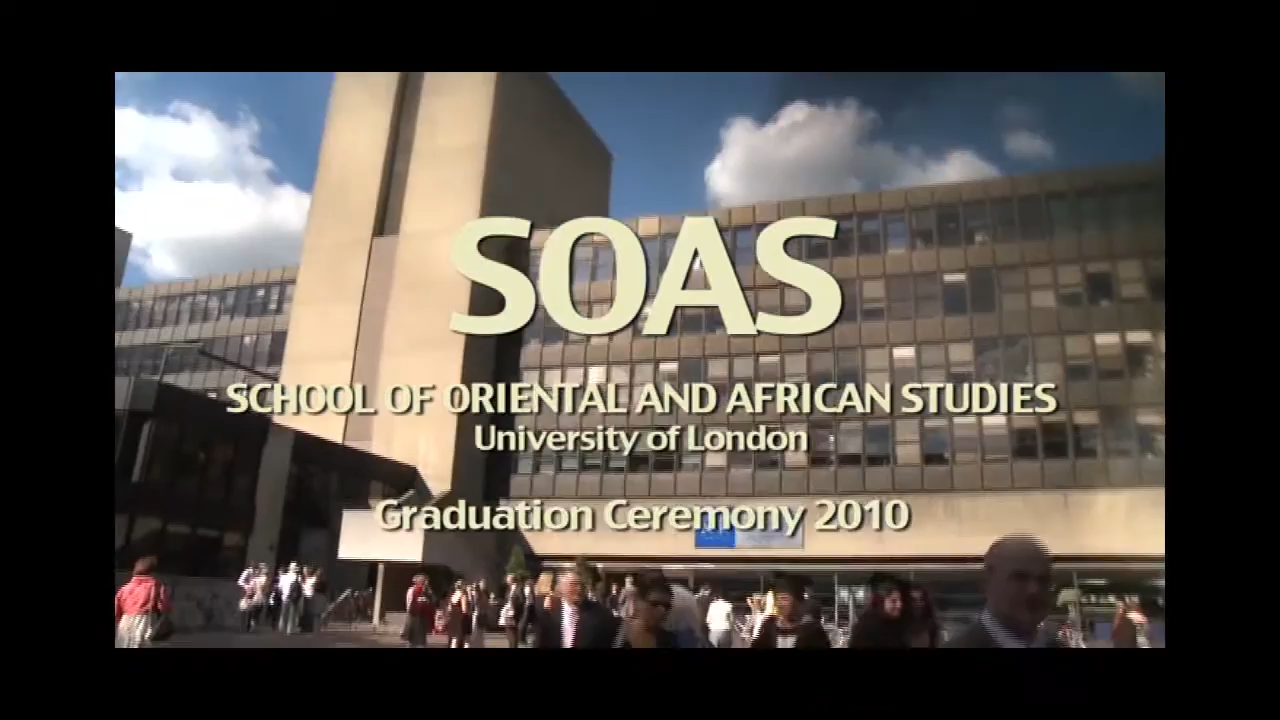 SOAS
SCHOOL OF ORIENTAL AND AFRICAN STUDIES
University of London
Graduation Ceremony 2010